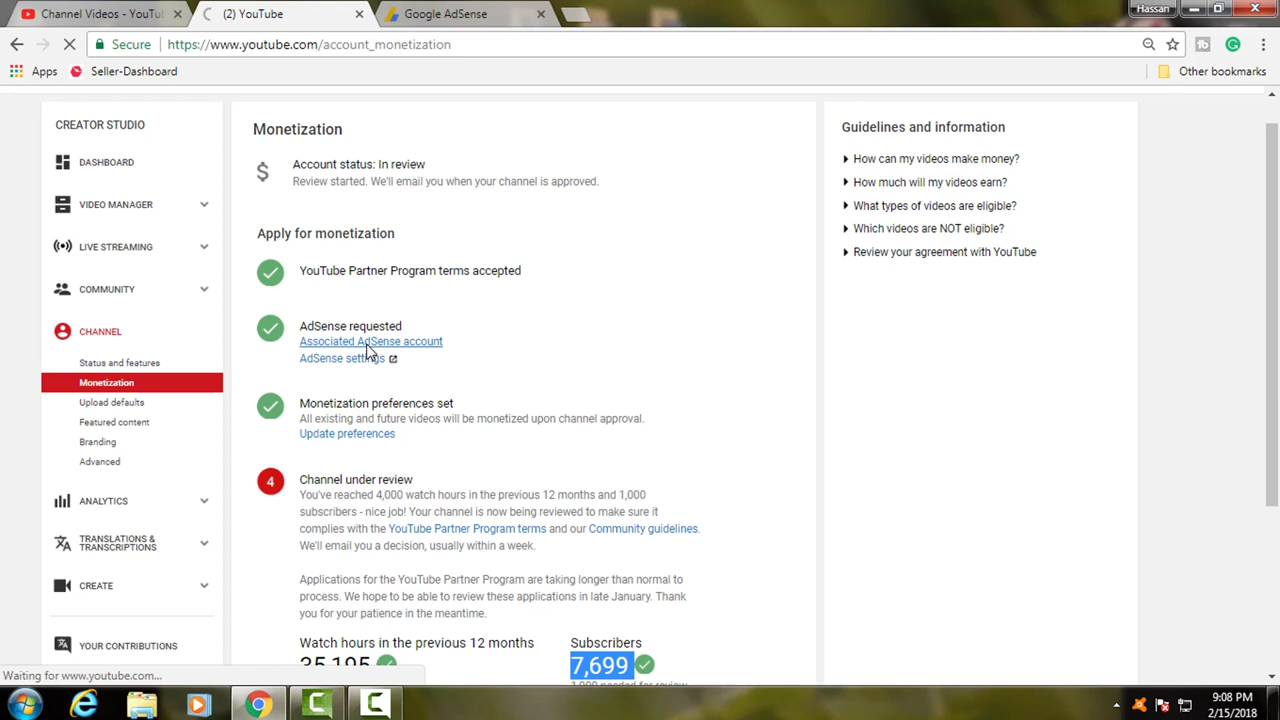 Channel Videos - YouTu
(2) YouTube
Google AdSense
Hassan
Secure
https://www.youtube.com/account_monetization
Apps
Seller-Dashboard
Other bookmarks
CREATOR STUDIO
DASHBOARD
VIDEO MANAGER
LIVE STREAMING
COMMUNITY
CHANNEL
Status and features
Monetization
Upload defaults
Featured content
Branding
Advanced
ANALYTICS
TRANSLATIONS &
TRANSCRIPTIONS
CREATE
YOUR CONTRIBUTIONS
Monetization
$
Account status: In review
Review started. We'll email you when your channel is approved.
Apply for monetization
YouTube Partner Program terms accepted
AdSense requested
Associated AdSense account
AdSense settings
Monetization preferences set
All existing and future videos will be monetized upon channel approval.
Update preferences
4
Channel under review
You've reached 4,000 watch hours in the previous 12 months and 1,000
subscribers - nice job! Your channel is now being reviewed to make sure it
complies with the YouTube Partner Program terms and our Community guidelines.
We'll email you a decision, usually within a week.
Applications for the YouTube Partner Program are taking longer than normal to
process. We hope to be able to review these applications in late January. Thank
you for your patience in the meantime.
Watch hours in the previous 12 months
35,195
Subscribers
7,699
1,000 needed for review
Guidelines and information
How can my videos make money?
How much will my videos earn?
What types of videos are eligible?
Which videos are NOT eligible?
Review your agreement with YouTube
Waiting for www.youtube.com...
9:08 PM
2/15/2018